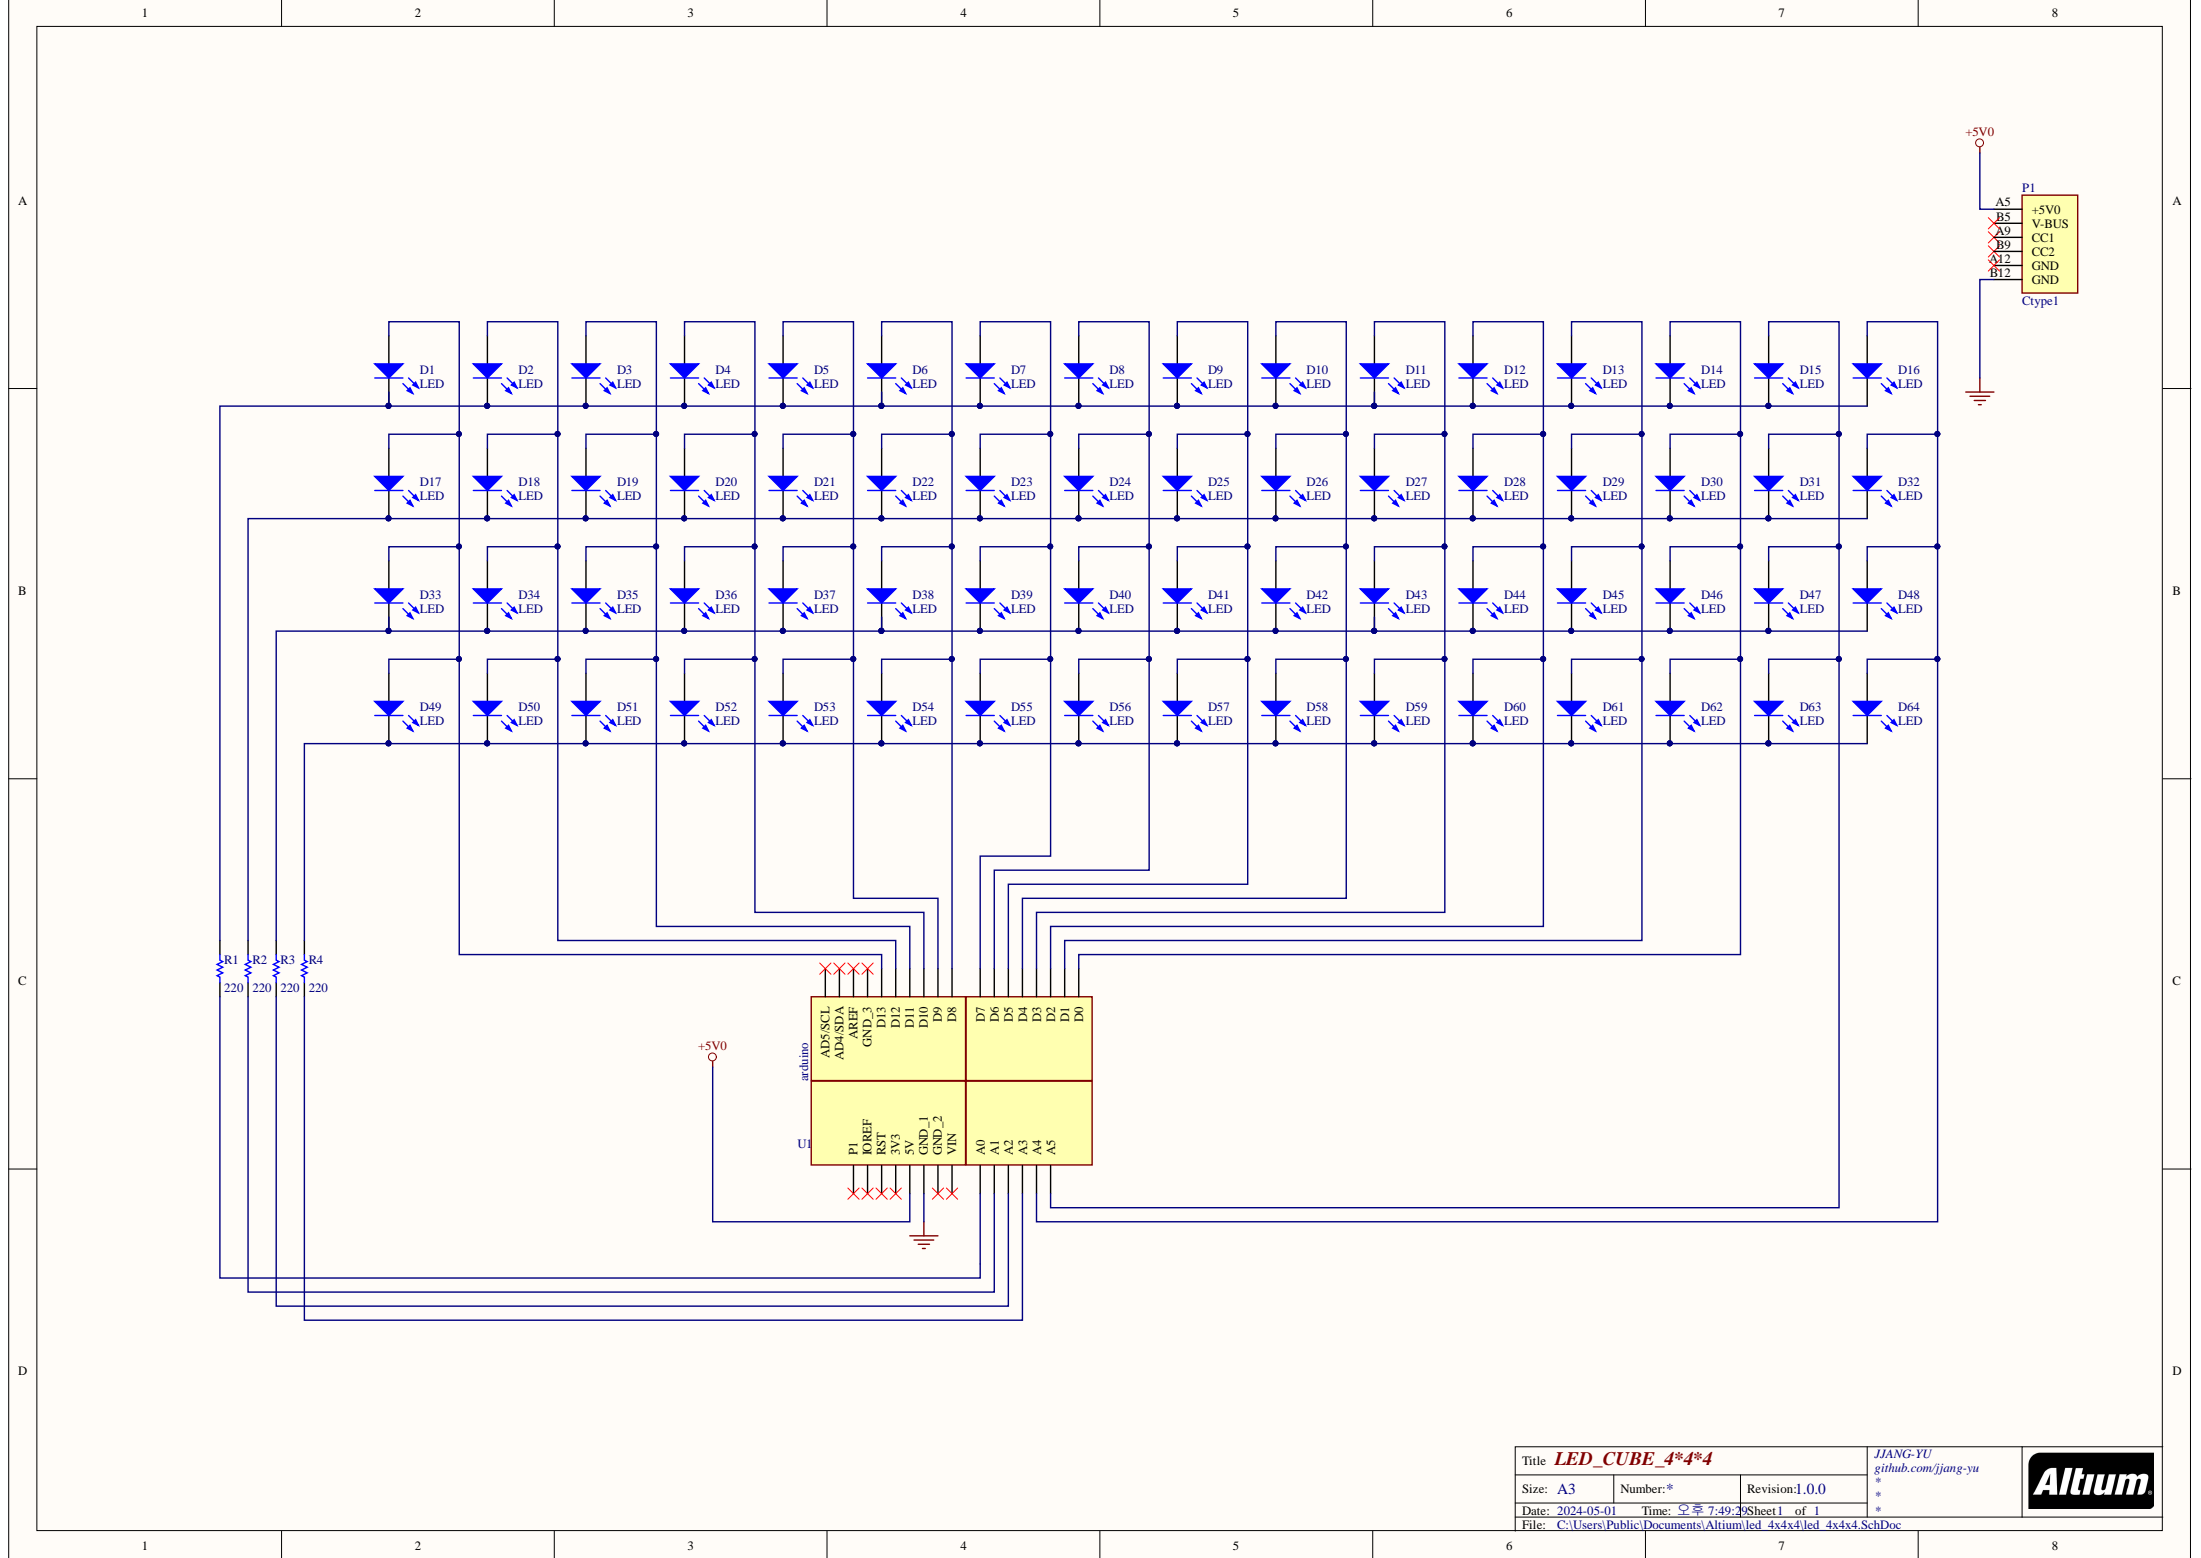 1 2 3 4 5 6 7 8
A A
+5V0
P1
A5 +5V0
B5 V-BUS
A9 CC1
B9 CC2
A12 GND
B12 GND
Ctype1
D1 D2 D3 D4 D5 D6 D7 D8 D9 D10 D11 D12 D13 D14 D15 D16
LED LED LED LED LED LED LED LED LED LED LED LED LED LED LED LED
D17 D18 D19 D20 D21 D22 D23 D24 D25 D26 D27 D28 D29 D30 D31 D32
LED LED LED LED LED LED LED LED LED LED LED LED LED LED LED LED
B B
D33 D34 D35 D36 D37 D38 D39 D40 D41 D42 D43 D44 D45 D46 D47 D48
LED LED LED LED LED LED LED LED LED LED LED LED LED LED LED LED
D49 D50 D51 D52 D53 D54 D55 D56 D57 D58 D59 D60 D61 D62 D63 D64
LED LED LED LED LED LED LED LED LED LED LED LED LED LED LED LED
R1 R2 R3 R4
C C
220 220 220 220
AD5/SCL AD4/SDA AREF GND_3 D13 D12 D11 D10 D9 D8 D7 D6 D5 D4 D3 D2 D1 D0
+5V0
arduino
U1
P1 IOREF RST 3V3 5V GND_1 GND_2 VIN A0 A1 A2 A3 A4 A5
D D
Title LED_CUBE_4*4*4
JJANG-YU
github.com/jjang-yu
*
*
*
Size: A3 Number:* Revision:1.0.0
Date: 2024-05-01 Time: 오후 7:49:29 Sheet 1 of 1
File: C:\Users\Public\Documents\Altium\led_4x4x4\led_4x4x4.SchDoc
Altium
1 2 3 4 5 6 7 8